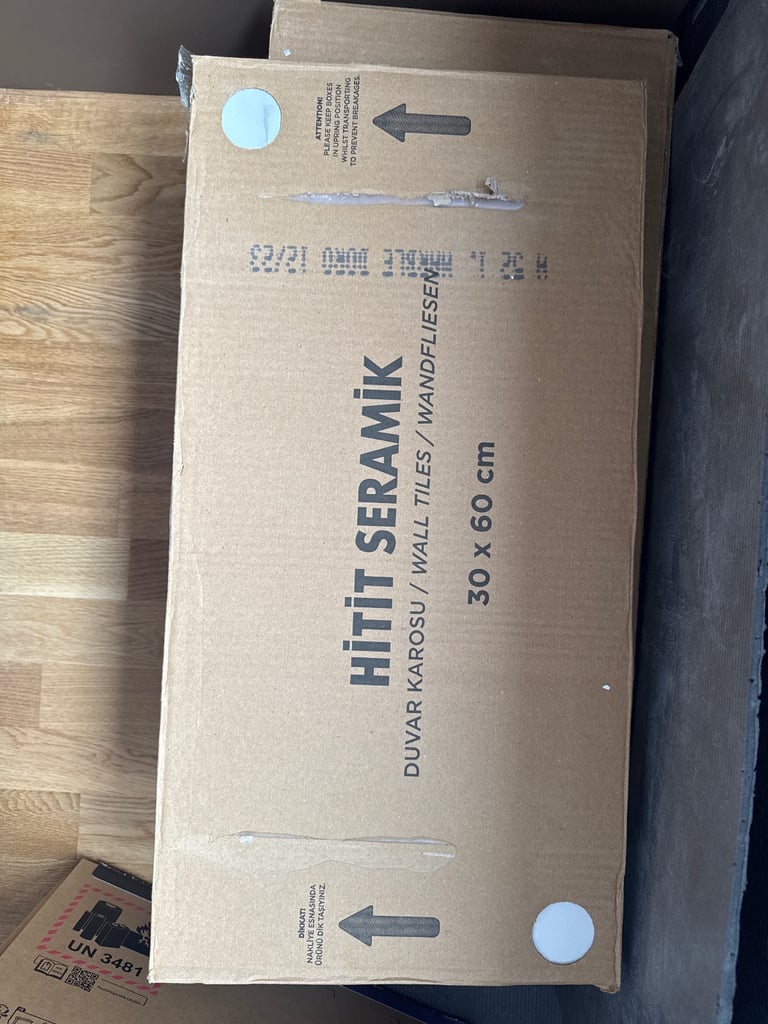 ATTENTION!
PLEASE KEEP BOXES
IN UPRING POSITION
WHILST TRANSPORTING
TO PREVENT BREAKAGES.
HİTİT SERAMİK
DUVAR KAROSU / WALL TILES / WANDFLIESEN
30 x 60 cm
DİKKAT!
NAKLİYE ESNASINDA
ÜRÜNÜ DİK TAŞIYINIZ.
UN 3481